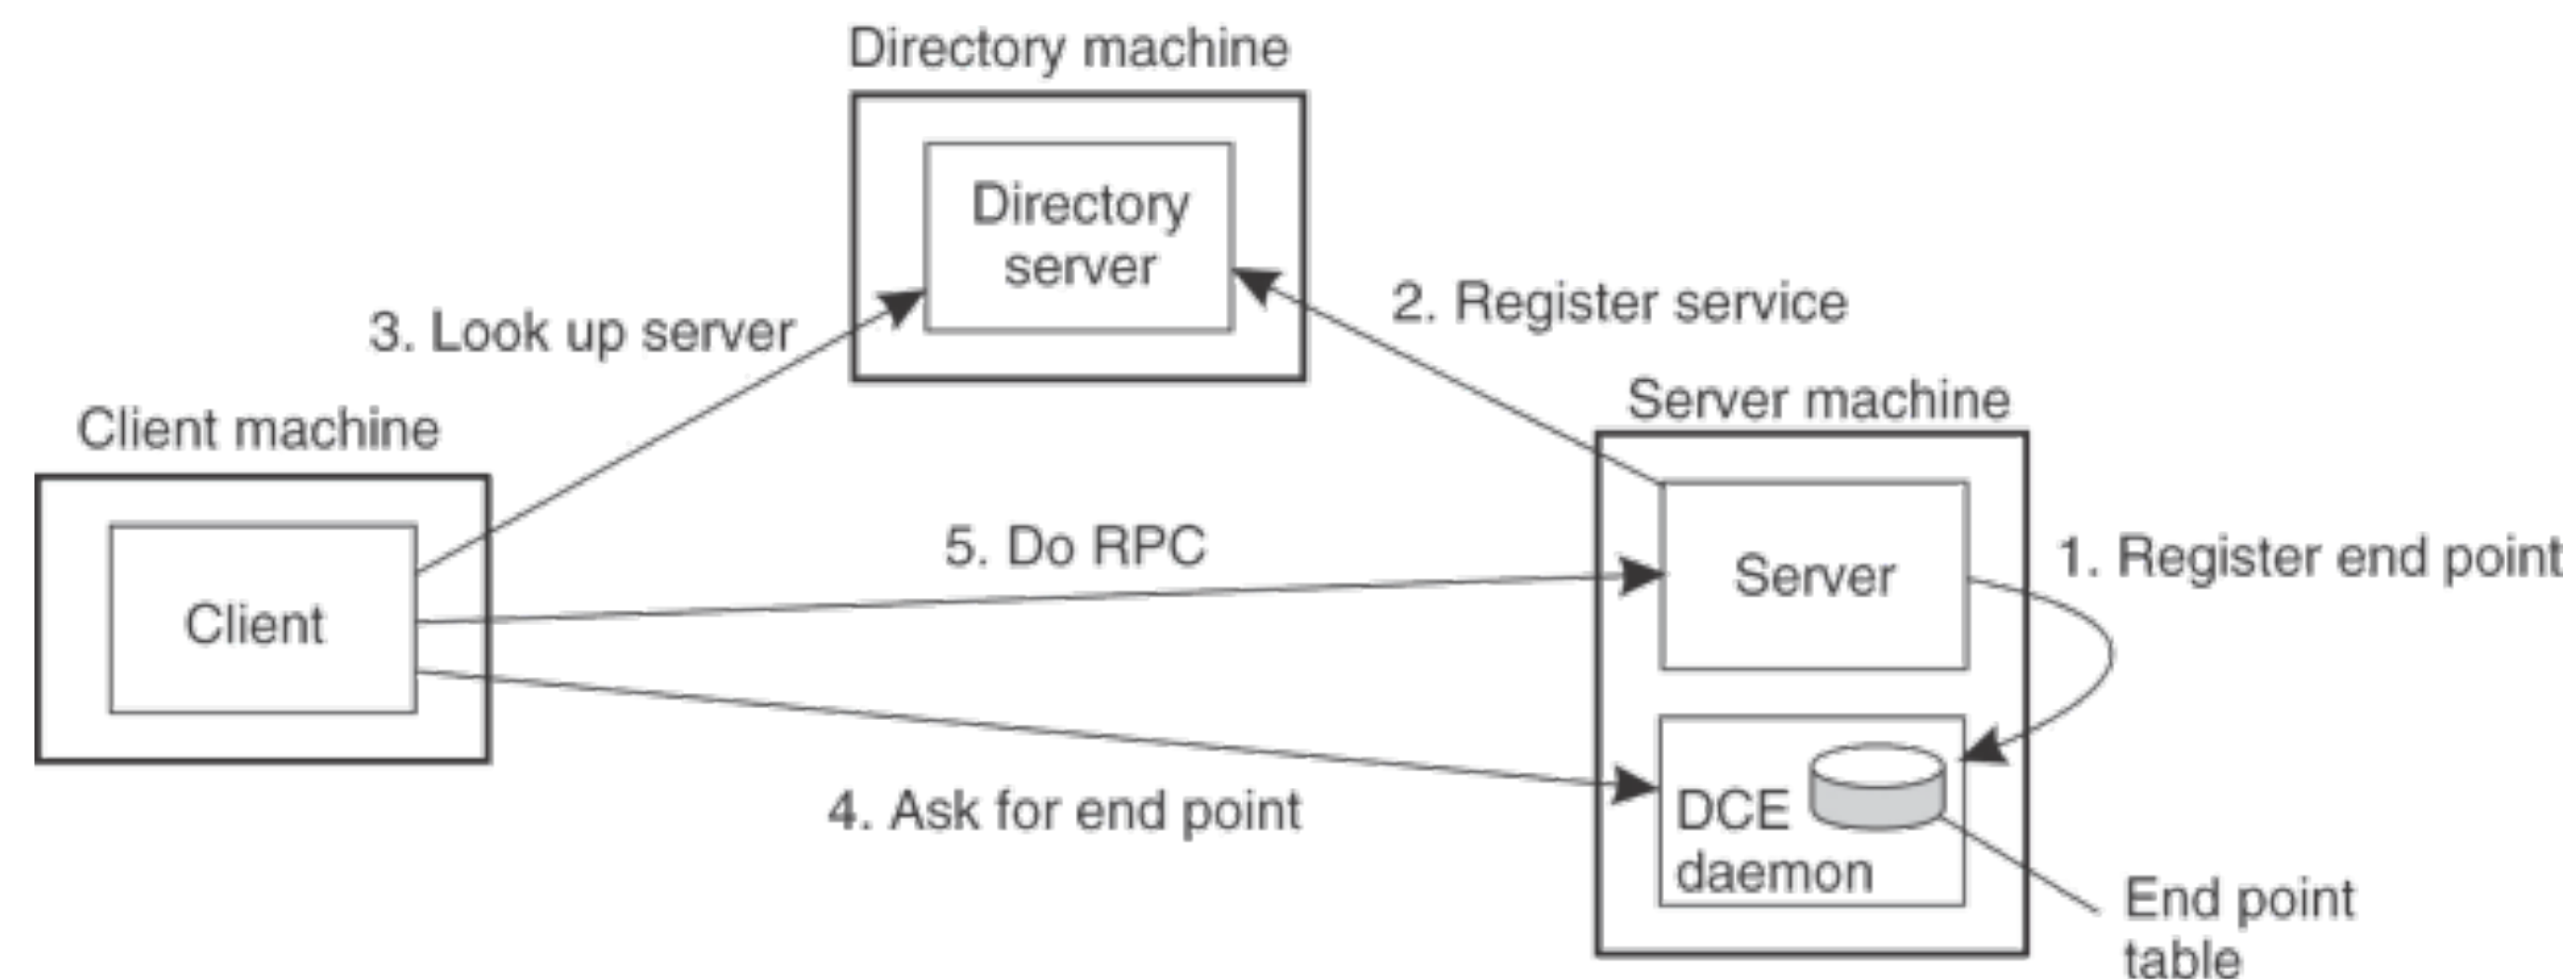 Directory machine
Directory
server
3. Look up server
2. Register service
Client machine
Server machine
Client
5. Do RPC
Server
1. Register end point
4. Ask for end point
DCE
daemon
End point
table